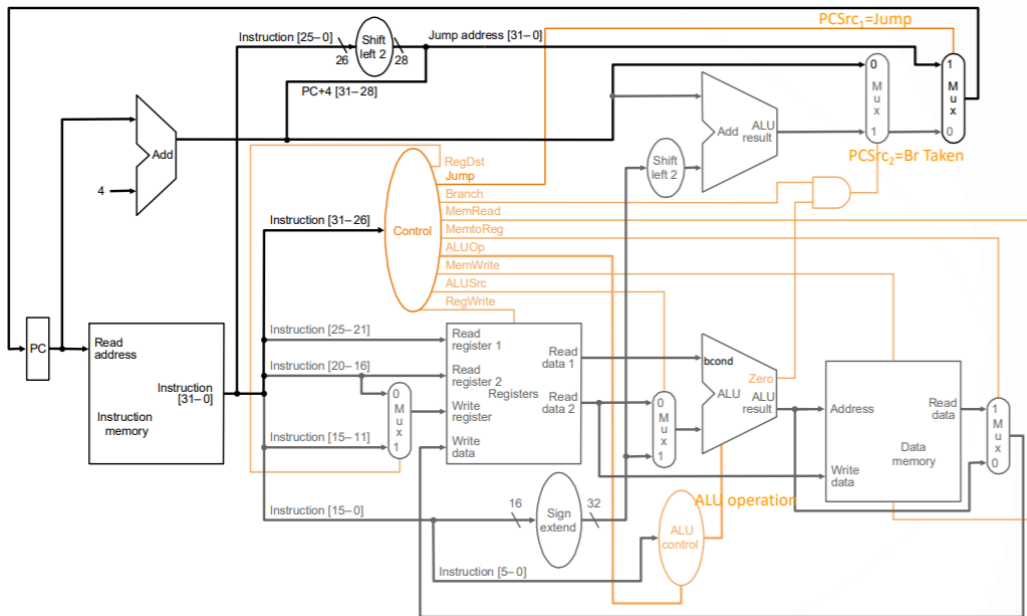 PCSrc₁=Jump
Instruction [25–0]
Shift
left 2
Jump address [31–0]
26
28
PC+4 [31–28]
0
M
u
x
1
1
M
u
x
0
Add
ALU
result
Add
4
Shift
left 2
PCSrc₂=Br Taken
RegDst
Jump
Branch
MemRead
MemtoReg
ALUOp
MemWrite
ALUSrc
RegWrite
Instruction [31–26]
Control
PC
Read
address
Instruction
[31–0]
Instruction
memory
Instruction [25–21]
Instruction [20–16]
Instruction [15–11]
Instruction [15–0]
0
M
u
x
1
Read
register 1
Read
register 2
Write
register
Write
data
Registers
Read
data 1
Read
data 2
0
M
u
x
1
bcond
Zero
ALU
ALU
result
Address
Write
data
Read
data
Data
memory
1
M
u
x
0
16
Sign
extend
32
ALU operation
ALU
control
Instruction [5–0]